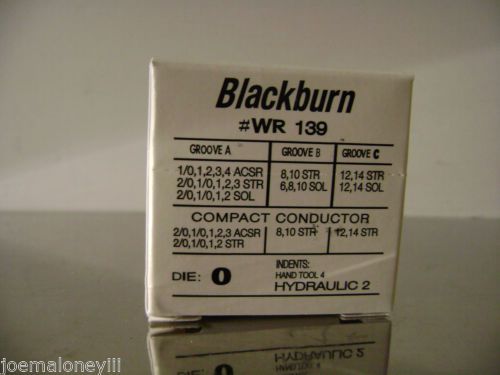 Blackburn
#WR 139
GROOVE A GROOVE B GROOVE C
1/0,1,2,3,4 ACSR 8,10 STR 12,14 STR
2/0,1/0,1,2,3 STR 6,8,10 SOL 12,14 SOL
2/0,1/0,1,2 SOL
COMPACT CONDUCTOR
2/0,1/0,1,2,3 ACSR 8,10 STR 12,14 STR
2/0,1/0,1,2 STR
DIE: 0 INDENTS:
HAND TOOL 4
HYDRAULIC 2
joemaloneyiii